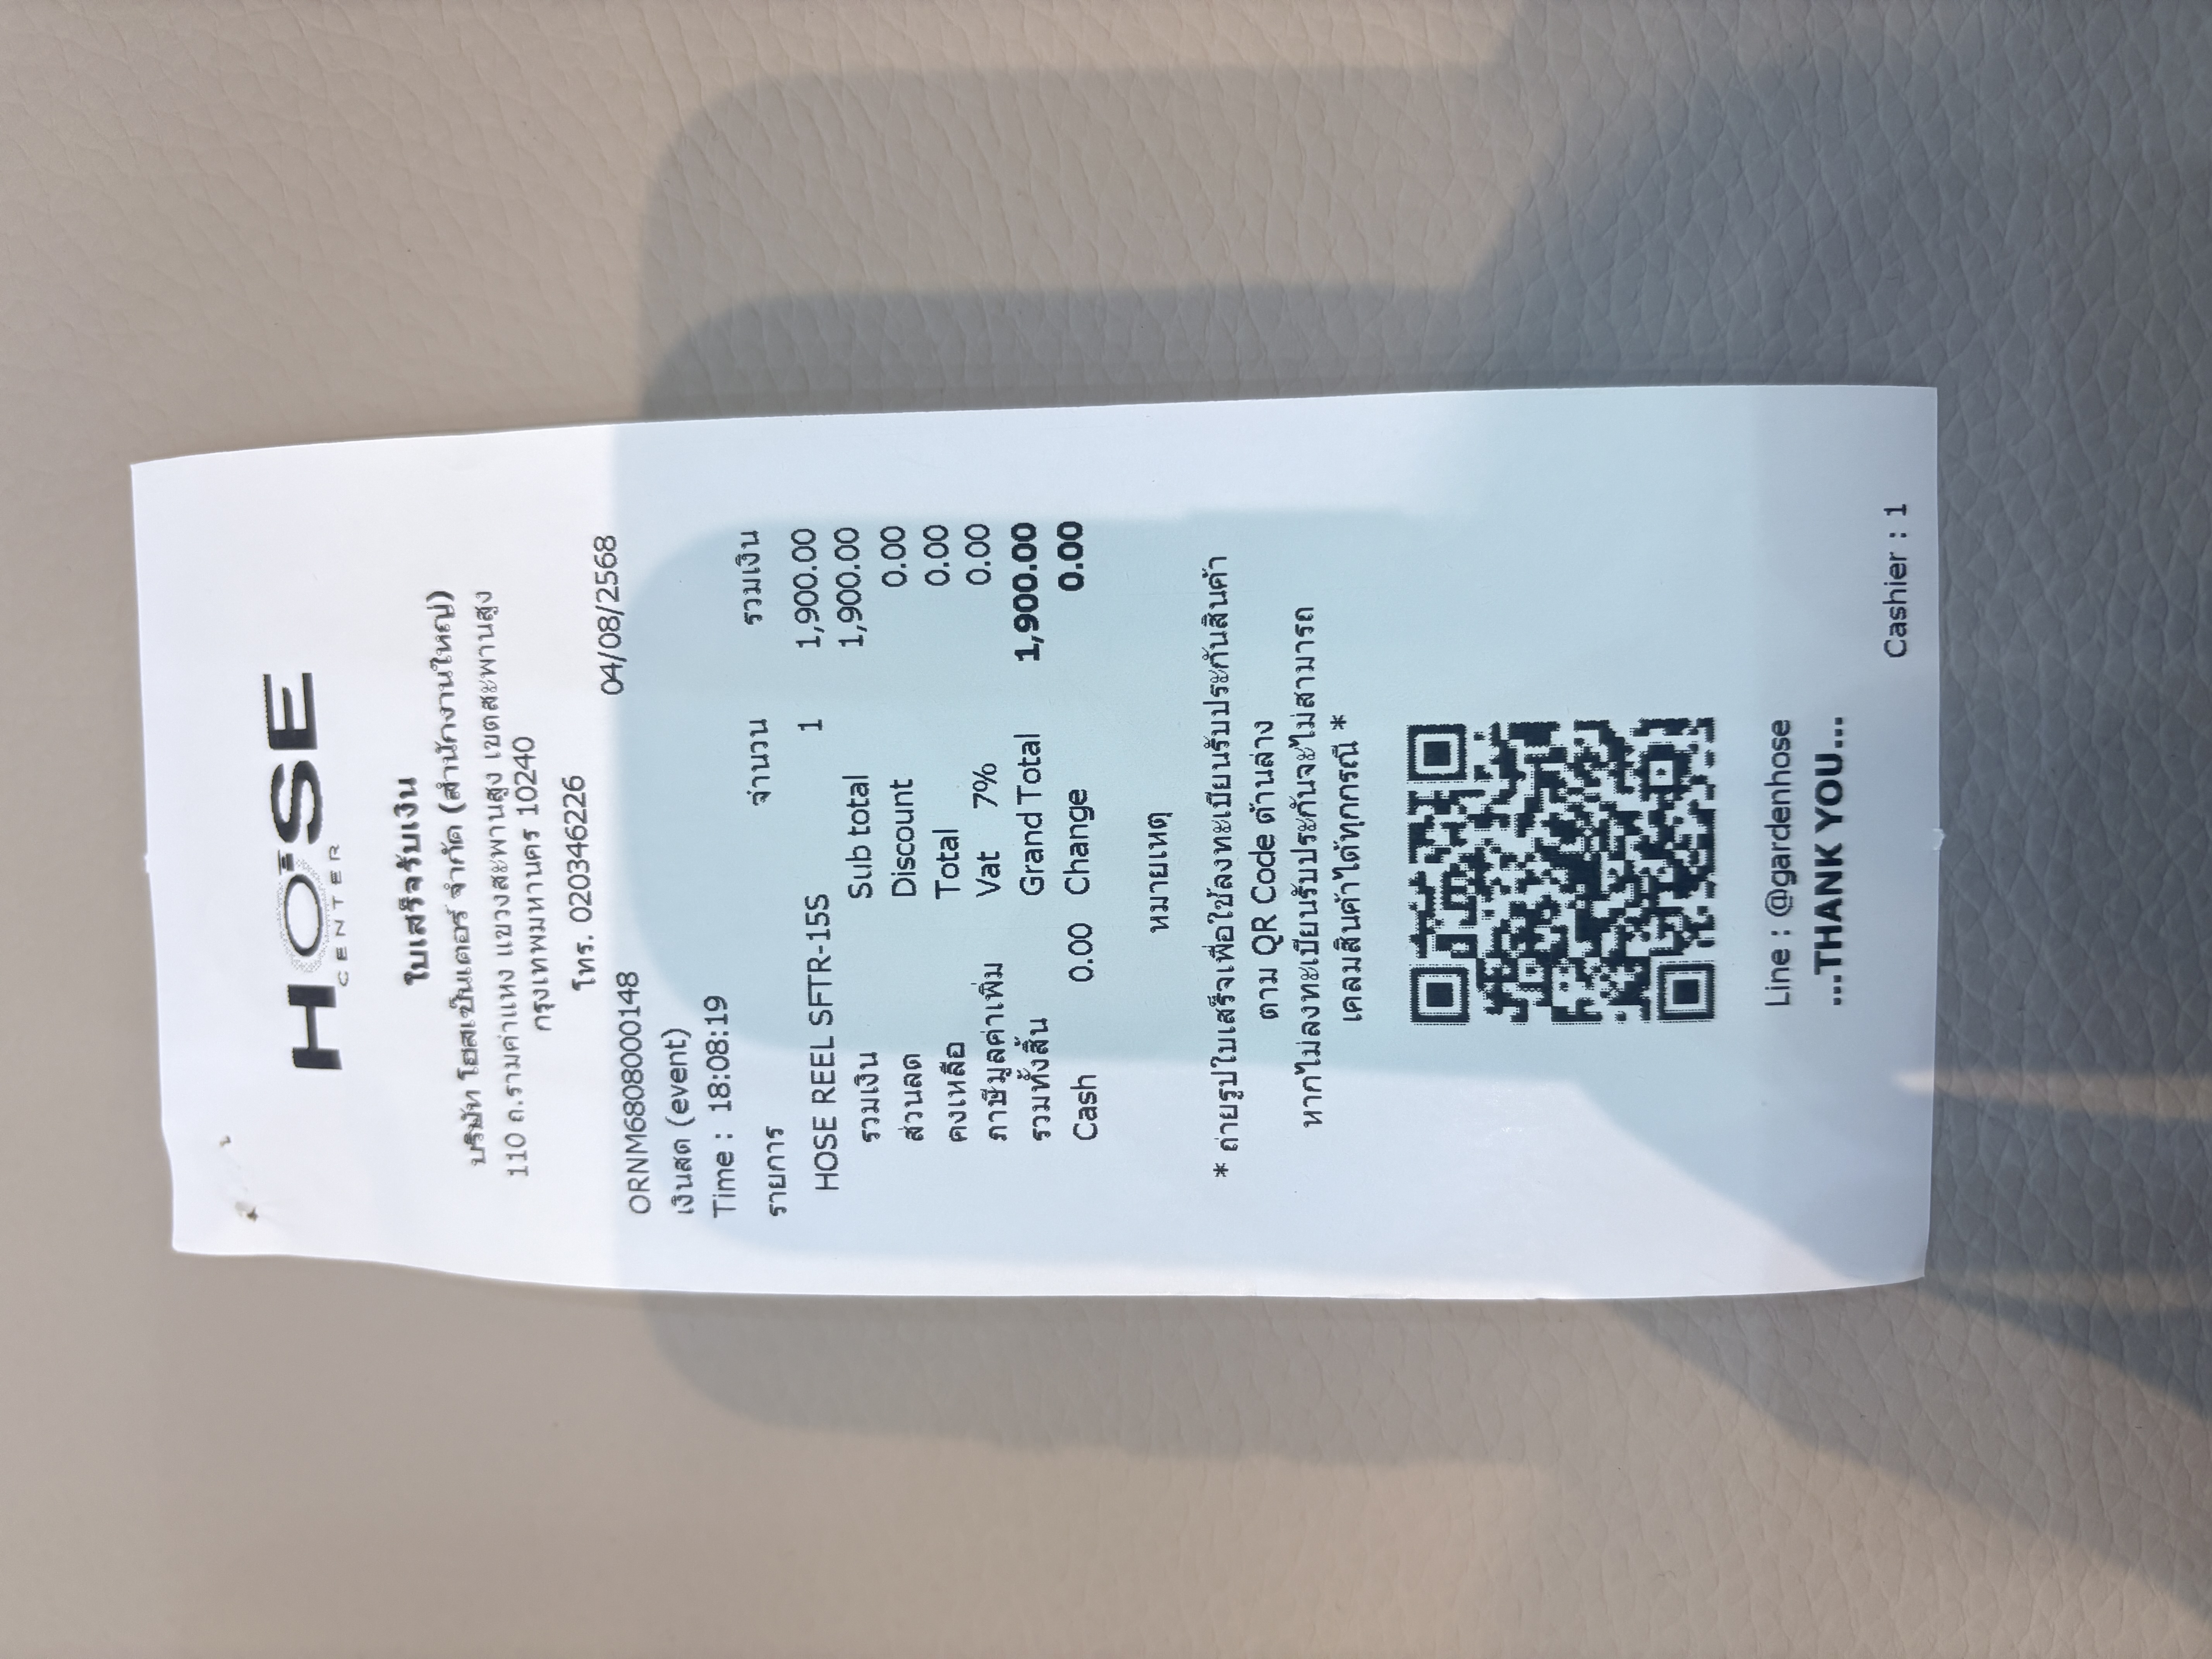 HOSE
CENTER
ใบเสร็จรับเงิน
บริษัท โฮสเซ็นเตอร์ จำกัด (สำนักงานใหญ่)
110 ถ.รามคำแหง แขวงสะพานสูง เขตสะพานสูง
กรุงเทพมหานคร 10240
โทร. 020346226
ORNM6808000148 04/08/2568
เงินสด (event)
Time : 18:08:19
รายการ จำนวน รวมเงิน
HOSE REEL SFTR-15S 1 1,900.00
รวมเงิน Sub total 1,900.00
ส่วนลด Discount 0.00
คงเหลือ Total 0.00
ภาษีมูลค่าเพิ่ม Vat 7% 0.00
รวมทั้งสิ้น Grand Total 1,900.00
Cash 0.00 Change 0.00
หมายเหตุ
* ถ่ายรูปใบเสร็จเพื่อใช้ลงทะเบียนรับประกันสินค้า
ตาม QR Code ด้านล่าง
หากไม่ลงทะเบียนรับประกันจะไม่สามารถ
เคลมสินค้าได้ทุกกรณี *
Line : @gardenhose
...THANK YOU...
Cashier : 1